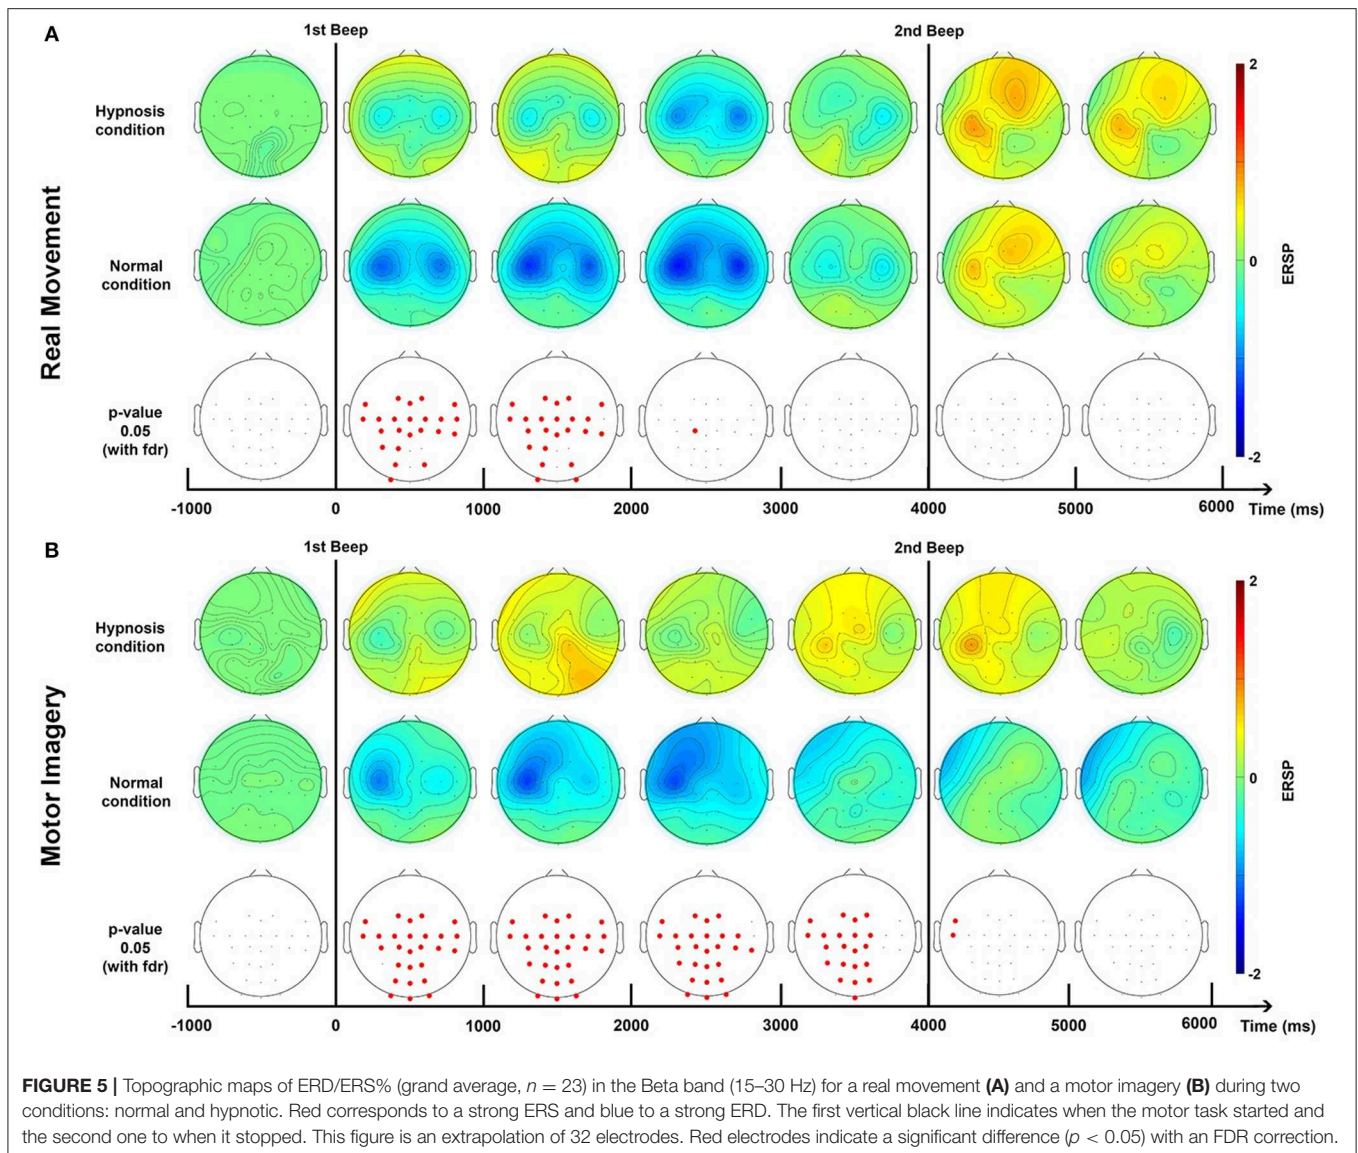 A
1st Beep
2nd Beep
Hypnosis
condition
Real Movement
Normal
condition
p-value
0.05
(with fdr)
2
0
-2
ERSP
-1000
0
1000
2000
3000
4000
5000
6000
Time (ms)
B
1st Beep
2nd Beep
Hypnosis
condition
Motor Imagery
Normal
condition
p-value
0.05
(with fdr)
2
0
-2
ERSP
-1000
0
1000
2000
3000
4000
5000
6000
Time (ms)
FIGURE 5 | Topographic maps of ERD/ERS% (grand average, n = 23) in the Beta band (15–30 Hz) for a real movement (A) and a motor imagery (B) during two
conditions: normal and hypnotic. Red corresponds to a strong ERS and blue to a strong ERD. The first vertical black line indicates when the motor task started and
the second one to when it stopped. This figure is an extrapolation of 32 electrodes. Red electrodes indicate a significant difference (p < 0.05) with an FDR correction.